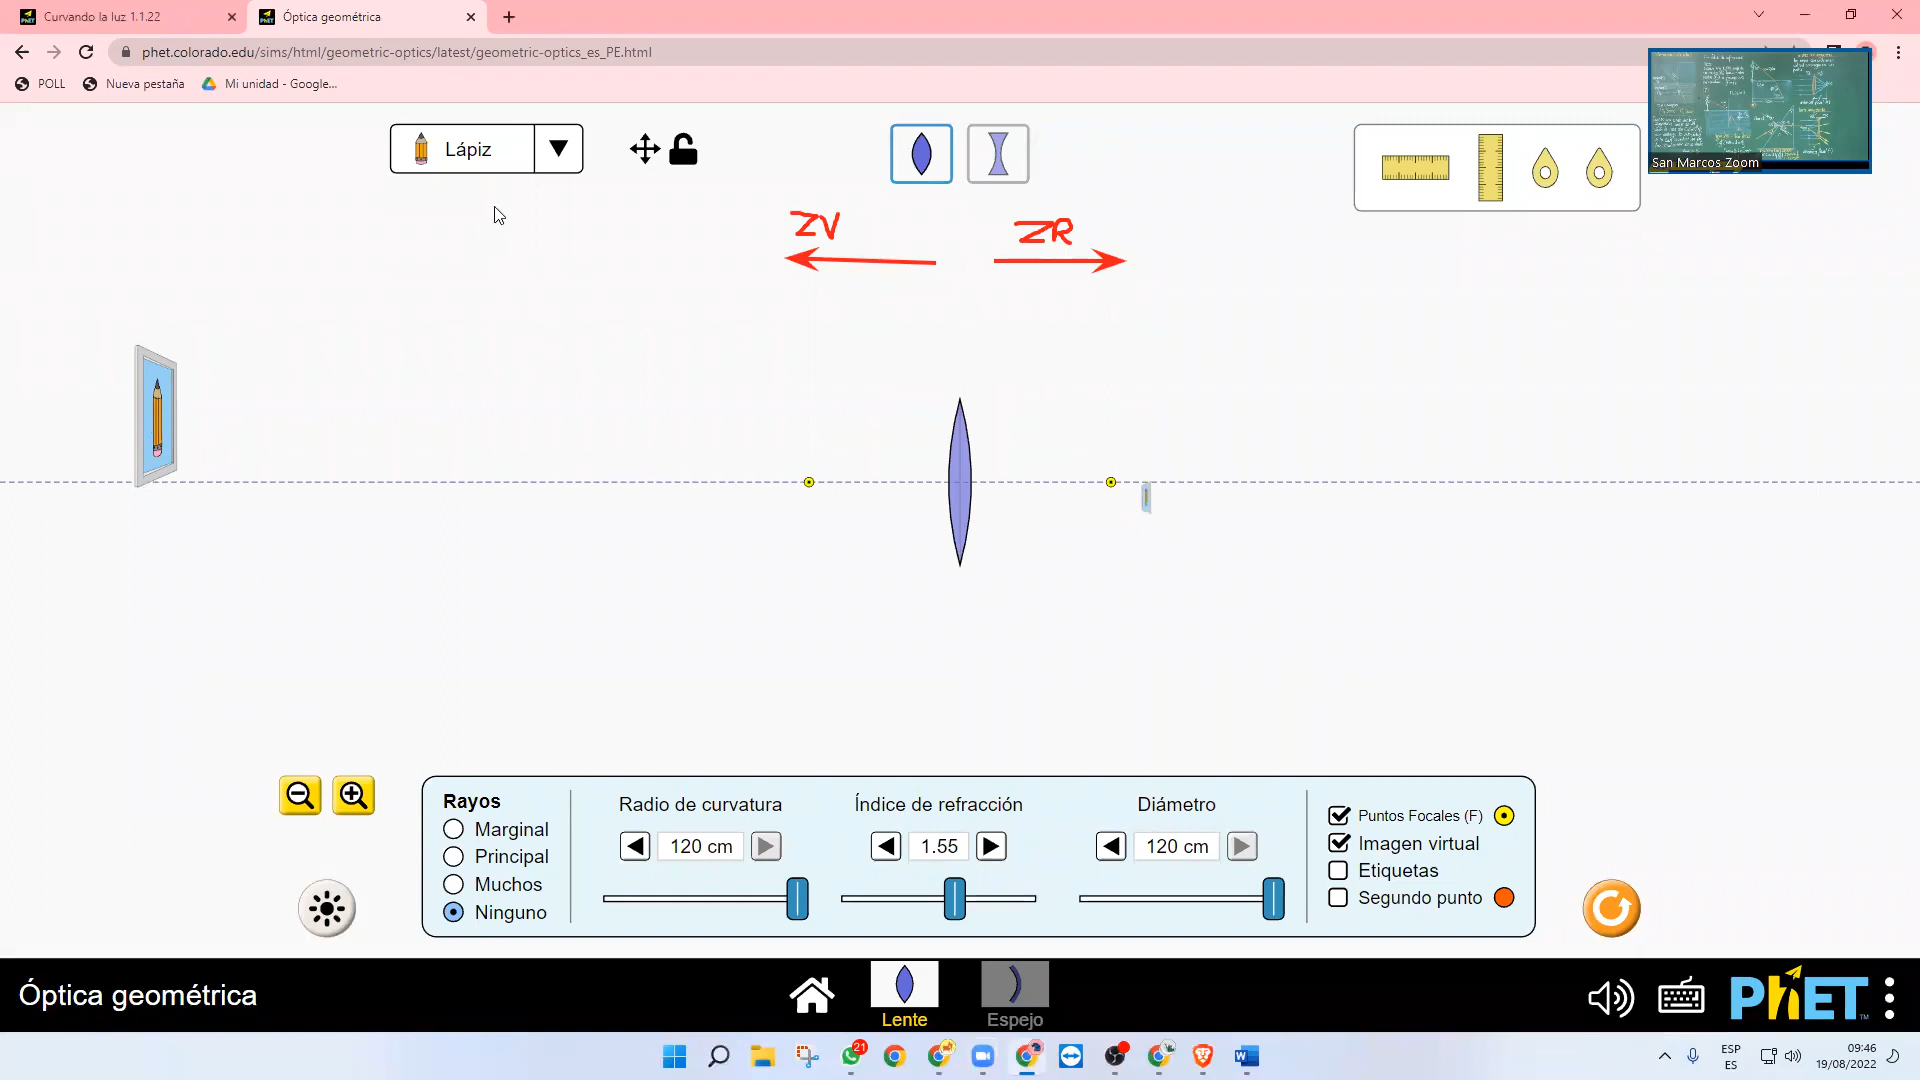 Curvando la luz 1.1.22
Óptica geométrica
phet.colorado.edu/sims/html/geometric-optics/latest/geometric-optics_es_PE.html
POLL
Nueva pestaña
Mi unidad - Google...
San Marcos Zoom
Lápiz
ZV
ZR
Rayos
Marginal
Principal
Muchos
Ninguno
Radio de curvatura
120 cm
Índice de refracción
1.55
Diámetro
120 cm
Puntos Focales (F)
Imagen virtual
Etiquetas
Segundo punto
Óptica geométrica
Lente
Espejo
PhET
21
ESP
ES
09:46
19/08/2022